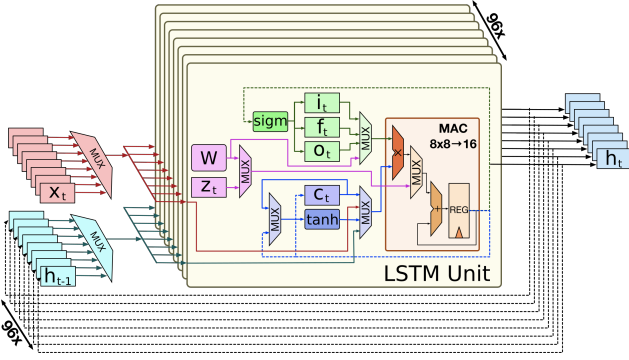 96x
MUX
x_t
MUX
h_t-1
96x
sigm
i_t
f_t
o_t
MUX
W
z_t
MUX
MUX
c_t
tanh
MUX
MAC
8x8→16
×
MUX
+
REG
LSTM Unit
h_t